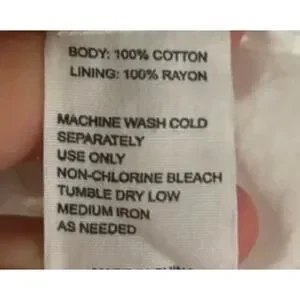 BODY: 100% COTTON
LINING: 100% RAYON
MACHINE WASH COLD
SEPARATELY
USE ONLY
NON-CHLORINE BLEACH
TUMBLE DRY LOW
MEDIUM IRON
AS NEEDED